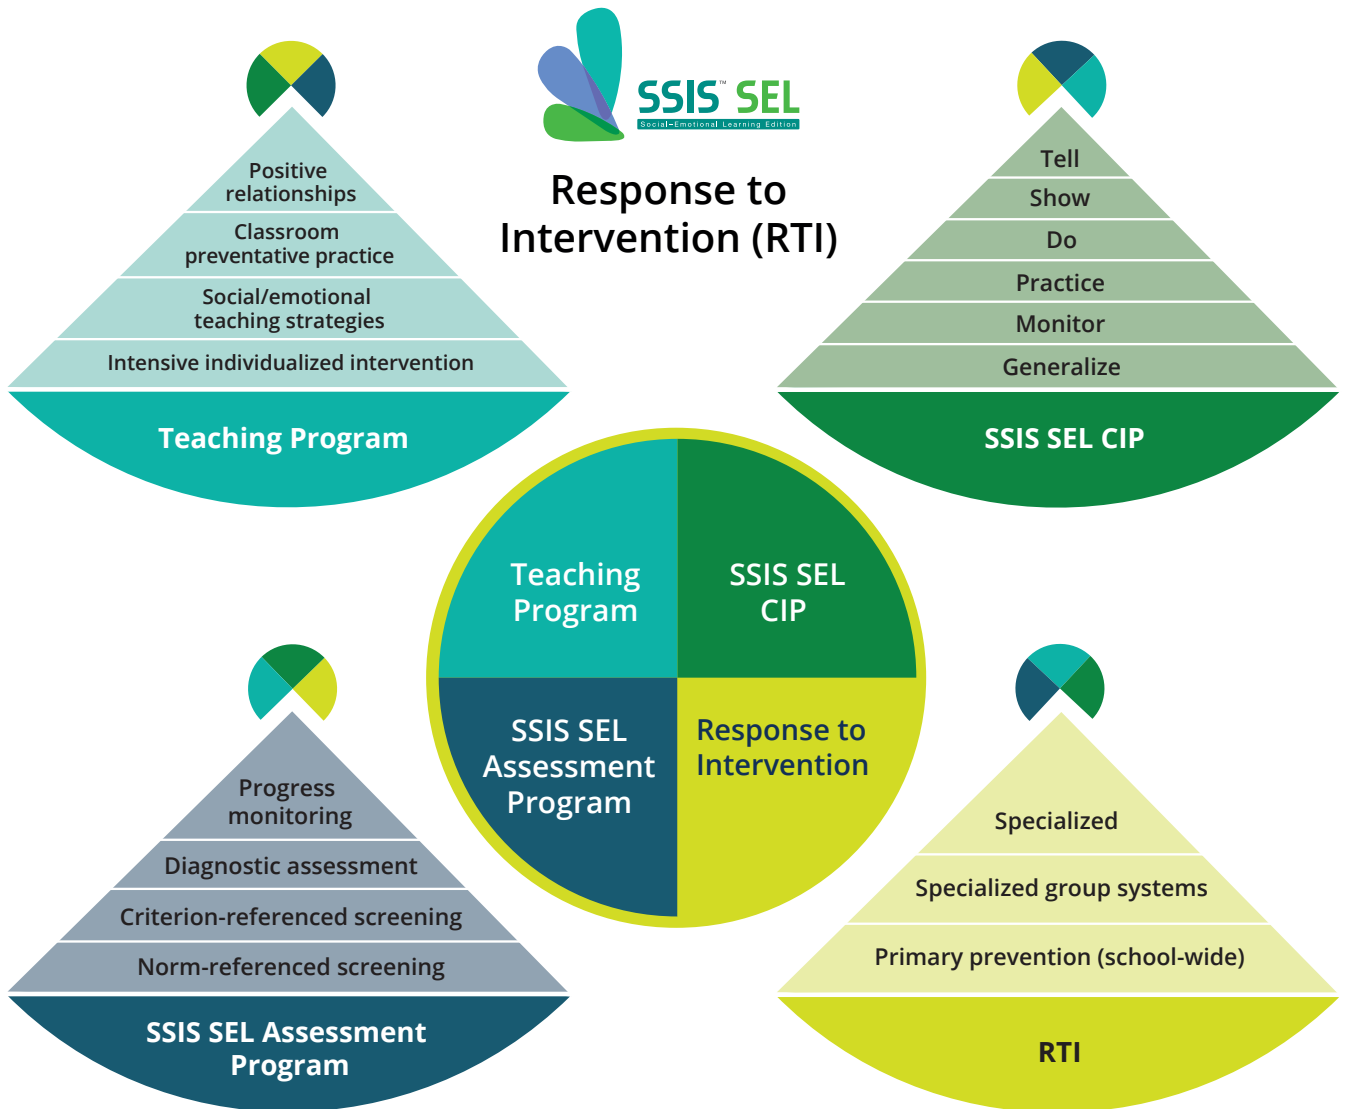 SSIS™ SEL
Social-Emotional Learning Edition
Response to
Intervention (RTI)
Positive
relationships
Classroom
preventative practice
Social/emotional
teaching strategies
Intensive individualized intervention
Teaching Program
Tell
Show
Do
Practice
Monitor
Generalize
SSIS SEL CIP
Teaching
Program
SSIS SEL
CIP
SSIS SEL
Assessment
Program
Response to
Intervention
Progress
monitoring
Diagnostic assessment
Criterion-referenced screening
Norm-referenced screening
SSIS SEL Assessment
Program
Specialized
Specialized group systems
Primary prevention (school-wide)
RTI